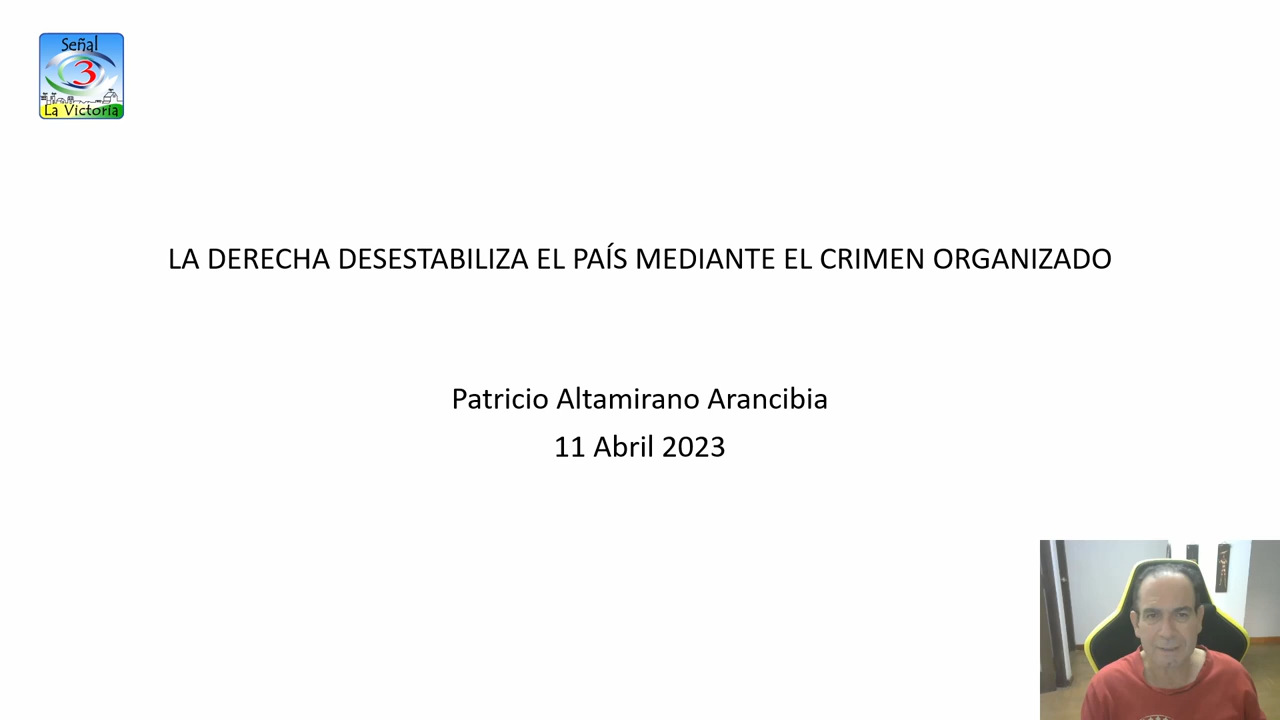 Señal
3
La Victoria
LA DERECHA DESESTABILIZA EL PAÍS MEDIANTE EL CRIMEN ORGANIZADO
Patricio Altamirano Arancibia
11 Abril 2023